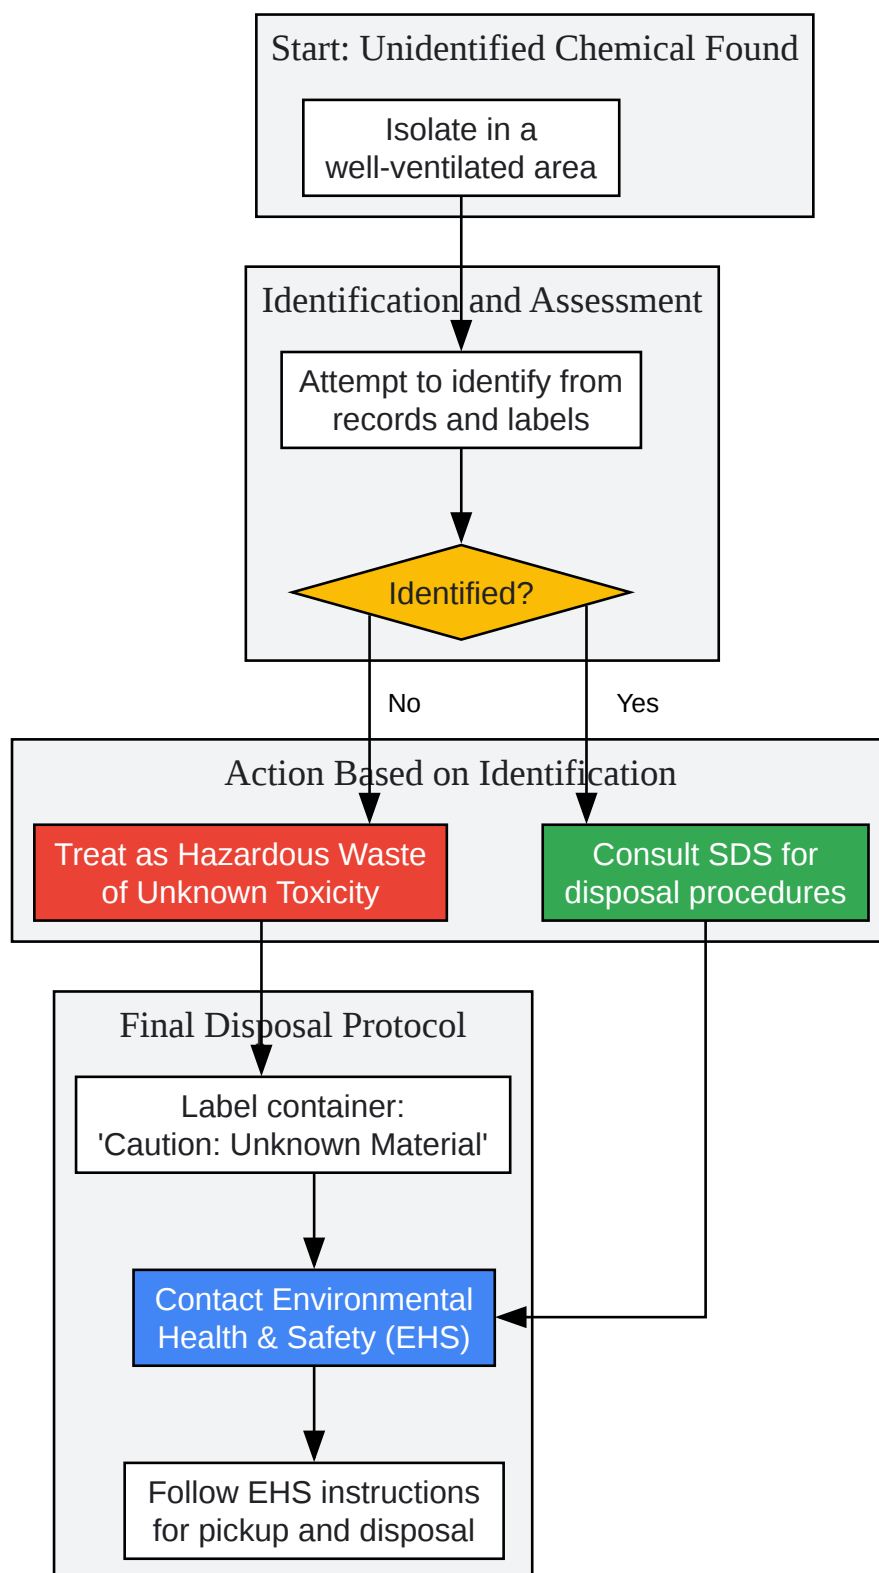 Start: Unidentified Chemical Found
Isolate in a
well-ventilated area
Identification and Assessment
Attempt to identify from
records and labels
Identified?
No
Yes
Action Based on Identification
Treat as Hazardous Waste
of Unknown Toxicity
Consult SDS for
disposal procedures
Final Disposal Protocol
Label container:
'Caution: Unknown Material'
Contact Environmental
Health & Safety (EHS)
Follow EHS instructions
for pickup and disposal